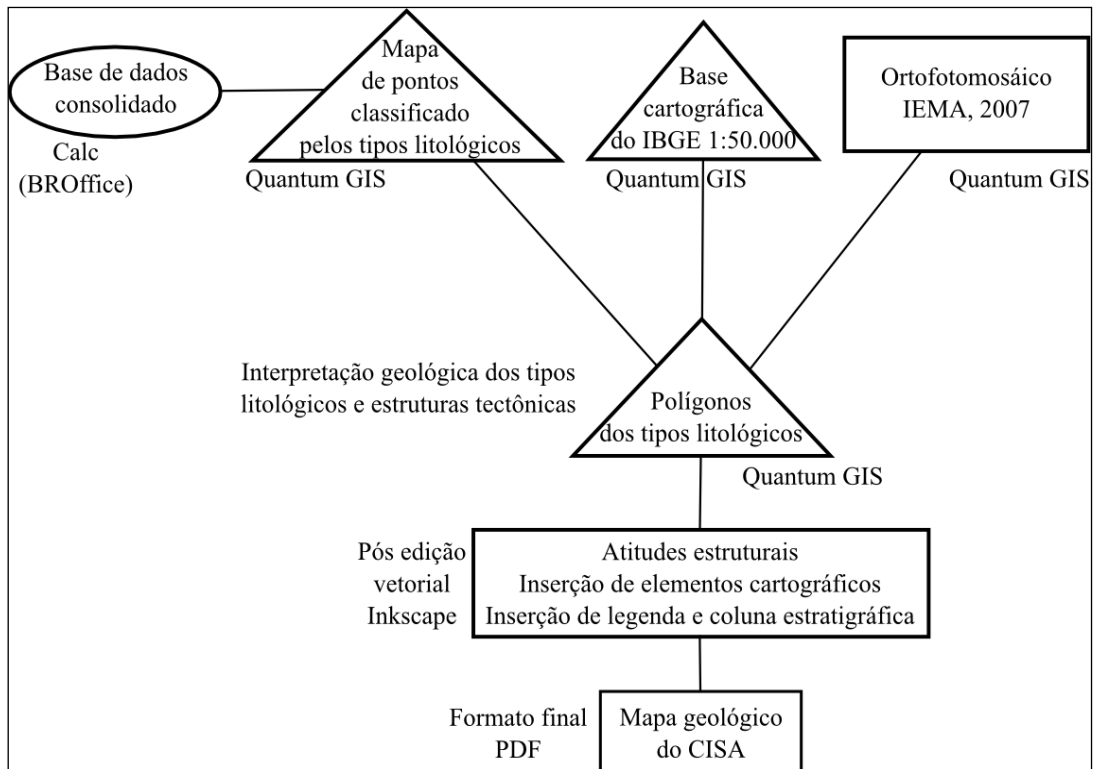 Base de dados
consolidado
Calc
(BROffice)
Mapa
de pontos
classificado
pelos tipos litológicos
Quantum GIS
Base
cartográfica
do IBGE 1:50.000
Quantum GIS
Ortofotomosáico
IEMA, 2007
Quantum GIS
Interpretação geológica dos tipos
litológicos e estruturas tectônicas
Polígonos
dos tipos litológicos
Quantum GIS
Pós edição
vetorial
Inkscape
Atitudes estruturais
Inserção de elementos cartográficos
Inserção de legenda e coluna estratigráfica
Formato final
PDF
Mapa geológico
do CISA